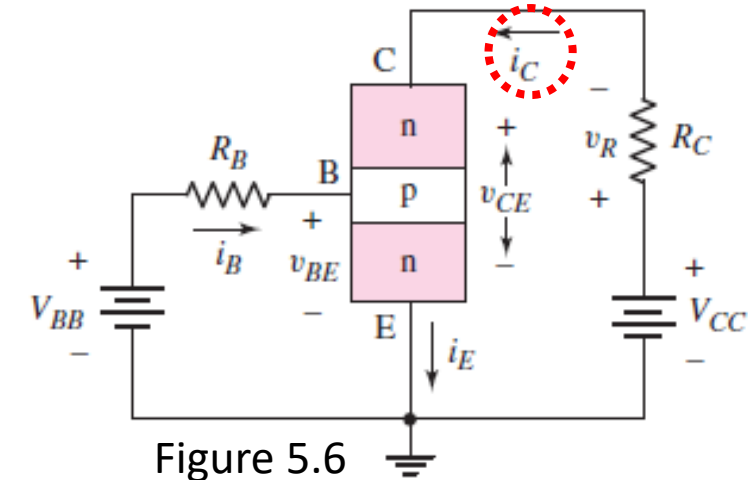 C
i_C
−
n
+
R_B
v_R
R_C
B
p
v_CE
+
+
i_B
v_BE
n
−
+
+
V_BB
−
E
V_CC
−
i_E
−
Figure 5.6